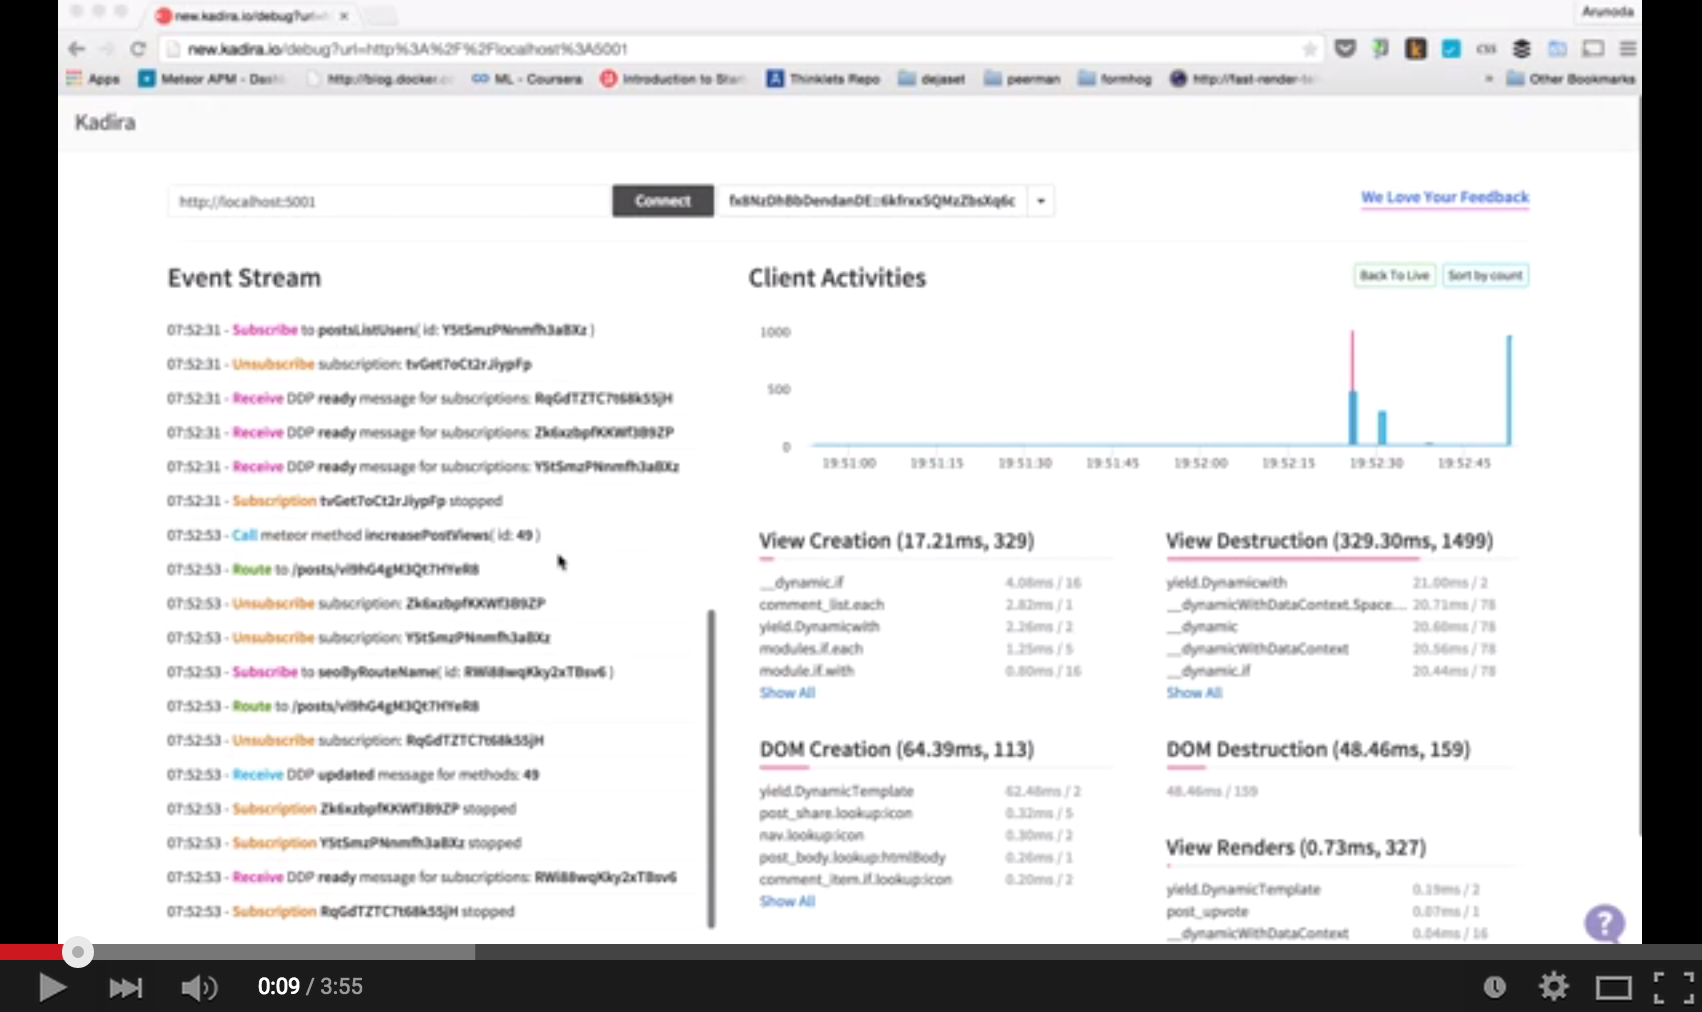 new.kadira.io/debug?url=
Arunoda
new.kadira.io/debug?url=http%3A%2F%2Flocalhost%3A5001
css
Apps
Meteor APM - Dash
http://blog.docker.c
ML - Coursera
Introduction to Star
Thinklets Repo
dejaset
peerman
formhog
http://fast-render-te
»
Other Bookmarks
Kadira
http://localhost:5001
Connect
We Love Your Feedback
Event Stream
07:52:31 - Subscribe to postsListUsers( id: YStSmzPNnmfh3aBXz )
07:52:31 - Unsubscribe subscription: tvGet7oCt2rJiypFp
07:52:31 - Receive DDP ready message for subscriptions: RqGdTZTC7t68k55jH
07:52:31 - Receive DDP ready message for subscriptions: Zk6xzbpfKKWf3B9ZP
07:52:31 - Receive DDP ready message for subscriptions: YStSmzPNnmfh3aBXz
07:52:31 - Subscription tvGet7oCt2rJiypFp stopped
07:52:53 - Call meteor method increasePostViews( id: 49 )
07:52:53 - Route to /posts/vi9hG4gM3Qt7HYeR8
07:52:53 - Unsubscribe subscription: Zk6xzbpfKKWf3B9ZP
07:52:53 - Unsubscribe subscription: YStSmzPNnmfh3aBXz
07:52:53 - Subscribe to seoByRouteName( id: RWi88wqKky2xTBsv6 )
07:52:53 - Route to /posts/vi9hG4gM3Qt7HYeR8
07:52:53 - Unsubscribe subscription: RqGdTZTC7t68k55jH
07:52:53 - Receive DDP updated message for methods: 49
07:52:53 - Subscription Zk6xzbpfKKWf3B9ZP stopped
07:52:53 - Subscription YStSmzPNnmfh3aBXz stopped
07:52:53 - Receive DDP ready message for subscriptions: RWi88wqKky2xTBsv6
07:52:53 - Subscription RqGdTZTC7t68k55jH stopped
Client Activities
Back To Live
Sort by count
1000
500
0
19:51:00 19:51:15 19:51:30 19:51:45 19:52:00 19:52:15 19:52:30 19:52:45
View Creation (17.21ms, 329)
__dynamic.if 4.08ms / 16
comment_list.each 2.82ms / 1
yield.Dynamicwith 2.26ms / 2
modules.if.each 1.25ms / 5
module.if.with 0.80ms / 16
Show All
View Destruction (329.30ms, 1499)
yield.Dynamicwith 21.00ms / 2
__dynamicWithDataContext.Space... 20.71ms / 78
__dynamic 20.60ms / 78
__dynamicWithDataContext 20.56ms / 78
__dynamic.if 20.44ms / 78
Show All
DOM Creation (64.39ms, 113)
yield.DynamicTemplate 62.48ms / 2
post_share.lookup:icon 0.32ms / 5
nav.lookup:icon 0.30ms / 2
post_body.lookup:htmlBody 0.26ms / 1
comment_item.if.lookup:icon 0.20ms / 2
Show All
DOM Destruction (48.46ms, 159)
48.46ms / 159
View Renders (0.73ms, 327)
yield.DynamicTemplate 0.19ms / 2
post_upvote 0.07ms / 1
__dynamicWithDataContext 0.04ms / 16
?
0:09 / 3:55